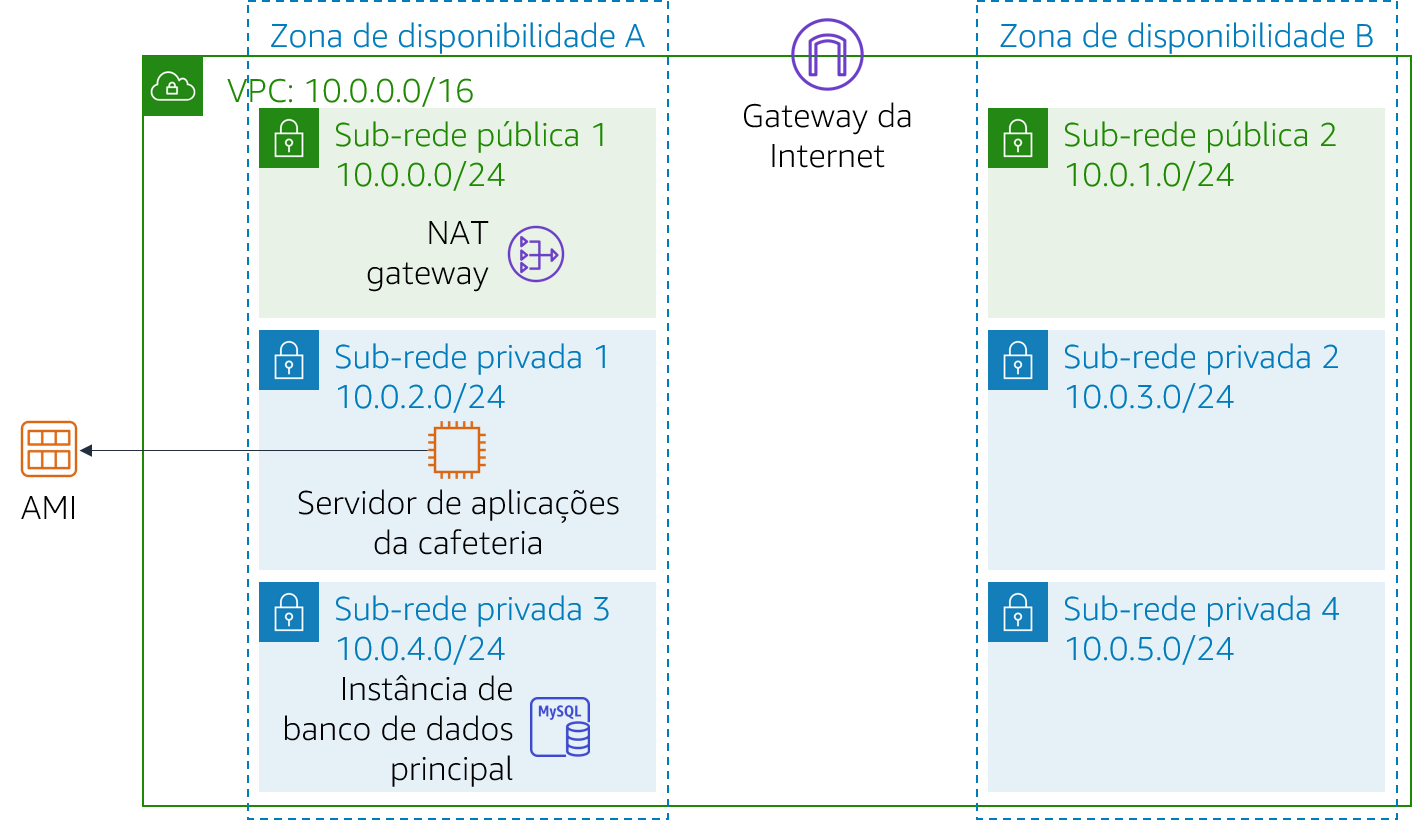 Zona de disponibilidade A
Zona de disponibilidade B
VPC: 10.0.0.0/16
Gateway da
Internet
Sub-rede pública 1
10.0.0.0/24
NAT
gateway
Sub-rede pública 2
10.0.1.0/24
Sub-rede privada 1
10.0.2.0/24
Servidor de aplicações
da cafeteria
AMI
Sub-rede privada 2
10.0.3.0/24
Sub-rede privada 3
10.0.4.0/24
Instância de
banco de dados
principal
MySQL
Sub-rede privada 4
10.0.5.0/24